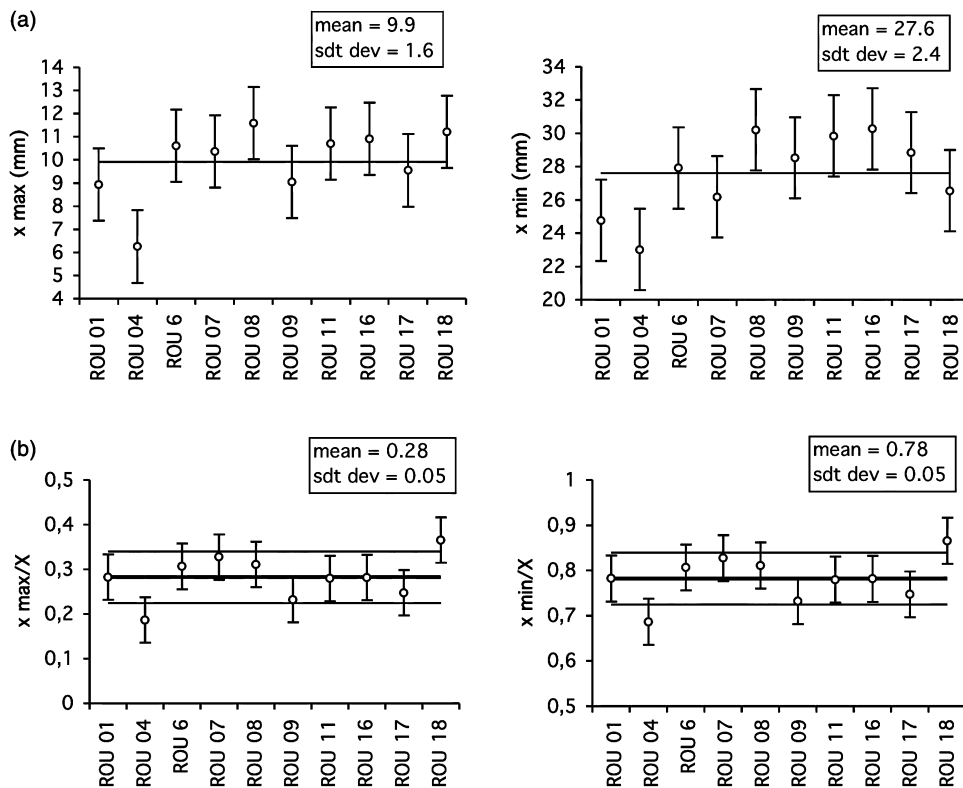 (a)
mean = 9.9
sdt dev = 1.6
x max (mm)
14
13
12
11
10
9
8
7
6
5
4
ROU 01
ROU 04
ROU 6
ROU 07
ROU 08
ROU 09
ROU 11
ROU 16
ROU 17
ROU 18
mean = 27.6
sdt dev = 2.4
x min (mm)
34
32
30
28
26
24
22
20
ROU 01
ROU 04
ROU 6
ROU 07
ROU 08
ROU 09
ROU 11
ROU 16
ROU 17
ROU 18
(b)
mean = 0.28
sdt dev = 0.05
x max/X
0,5
0,4
0,3
0,2
0,1
0
ROU 01
ROU 04
ROU 6
ROU 07
ROU 08
ROU 09
ROU 11
ROU 16
ROU 17
ROU 18
mean = 0.78
sdt dev = 0.05
x min/X
1
0,9
0,8
0,7
0,6
0,5
ROU 01
ROU 04
ROU 6
ROU 07
ROU 08
ROU 09
ROU 11
ROU 16
ROU 17
ROU 18